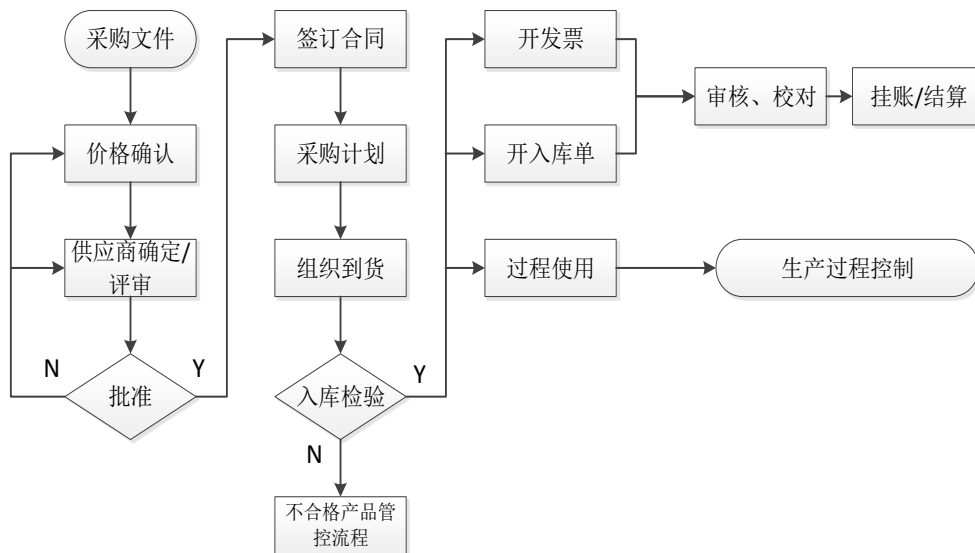 采购文件
价格确认
供应商确定/
评审
批准
N
Y
签订合同
采购计划
组织到货
入库检验
Y
N
不合格产品管
控流程
开发票
开入库单
过程使用
审核、校对
挂账/结算
生产过程控制